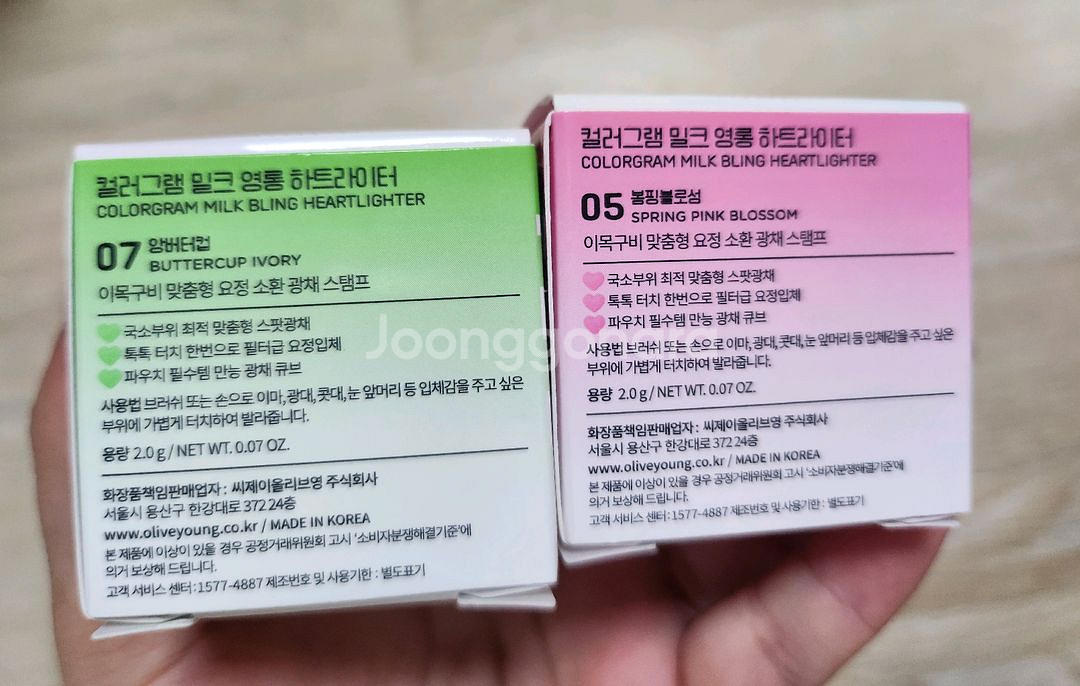 컬러그램 밀크 영롱 하트라이터
COLORGRAM MILK BLING HEARTLIGHTER
07 앙버터컵
BUTTERCUP IVORY
이목구비 맞춤형 요정 소환 광채 스탬프
국소부위 최적 맞춤형 스팟광채
톡톡 터치 한번으로 필터급 요정입체
파우치 필수템 만능 광채 큐브
사용법 브러쉬 또는 손으로 이마, 광대, 콧대, 눈 앞머리 등 입체감을 주고 싶은
부위에 가볍게 터치하여 발라줍니다.
용량 2.0 g / NET WT. 0.07 OZ.
화장품책임판매업자 : 씨제이올리브영 주식회사
서울시 용산구 한강대로 372 24층
www.oliveyoung.co.kr / MADE IN KOREA
본 제품에 이상이 있을 경우 공정거래위원회 고시 '소비자분쟁해결기준'에
의거 보상해 드립니다.
고객 서비스 센터 : 1577-4887 제조번호 및 사용기한 : 별도표기
컬러그램 밀크 영롱 하트라이터
COLORGRAM MILK BLING HEARTLIGHTER
05 봄핑블로섬
SPRING PINK BLOSSOM
이목구비 맞춤형 요정 소환 광채 스탬프
국소부위 최적 맞춤형 스팟광채
톡톡 터치 한번으로 필터급 요정입체
파우치 필수템 만능 광채 큐브
사용법 브러쉬 또는 손으로 이마, 광대, 콧대, 눈 앞머리 등 입체감을 주고 싶은
부위에 가볍게 터치하여 발라줍니다.
용량 2.0 g / NET WT. 0.07 OZ.
화장품책임판매업자 : 씨제이올리브영 주식회사
서울시 용산구 한강대로 372 24층
www.oliveyoung.co.kr / MADE IN KOREA
본 제품에 이상이 있을 경우 공정거래위원회 고시 '소비자분쟁해결기준'에
의거 보상해 드립니다.
고객 서비스 센터 : 1577-4887 제조번호 및 사용기한 : 별도표기